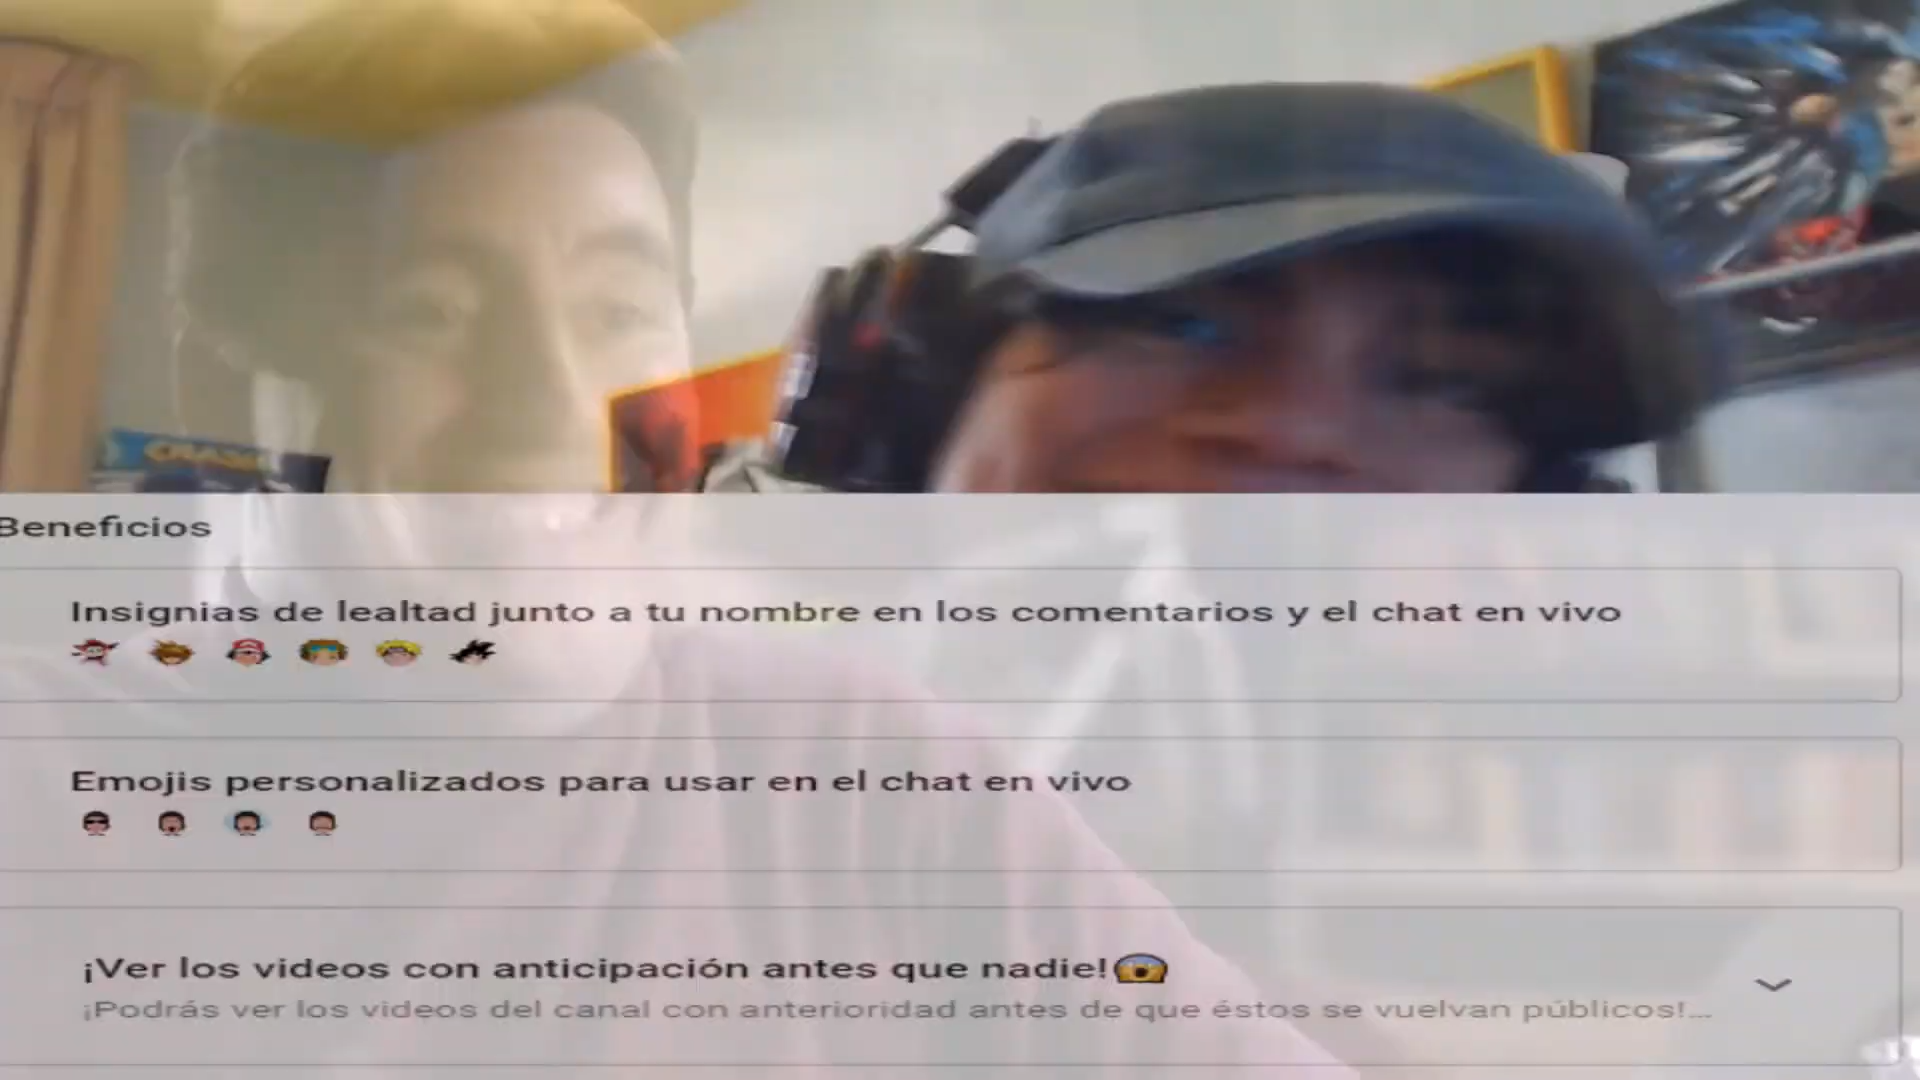 CRASH
Beneficios
Insignias de lealtad junto a tu nombre en los comentarios y el chat en vivo
Emojis personalizados para usar en el chat en vivo
¡Ver los videos con anticipación antes que nadie!😱
¡Podrás ver los videos del canal con anterioridad antes de que éstos se vuelvan públicos!...